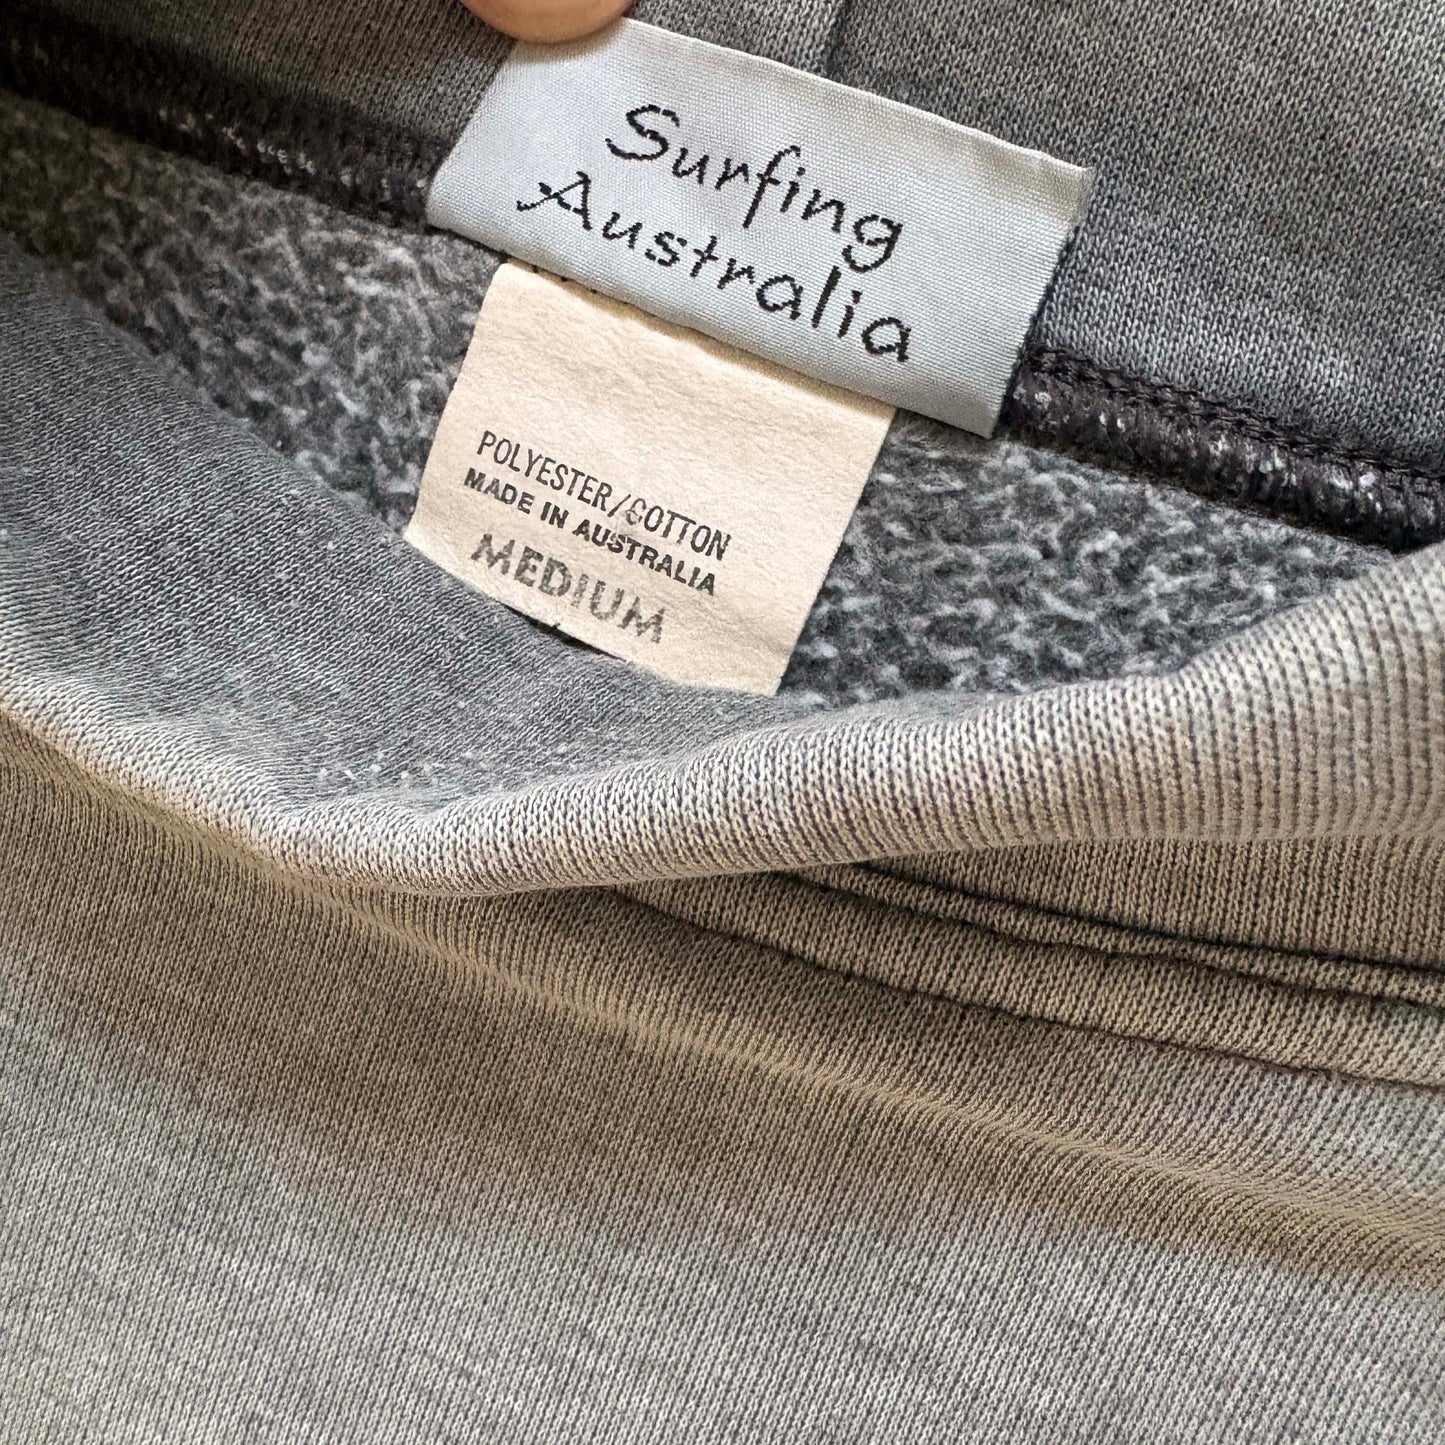 Surfing
Australia
POLYESTER/COTTON
MADE IN AUSTRALIA
MEDIUM